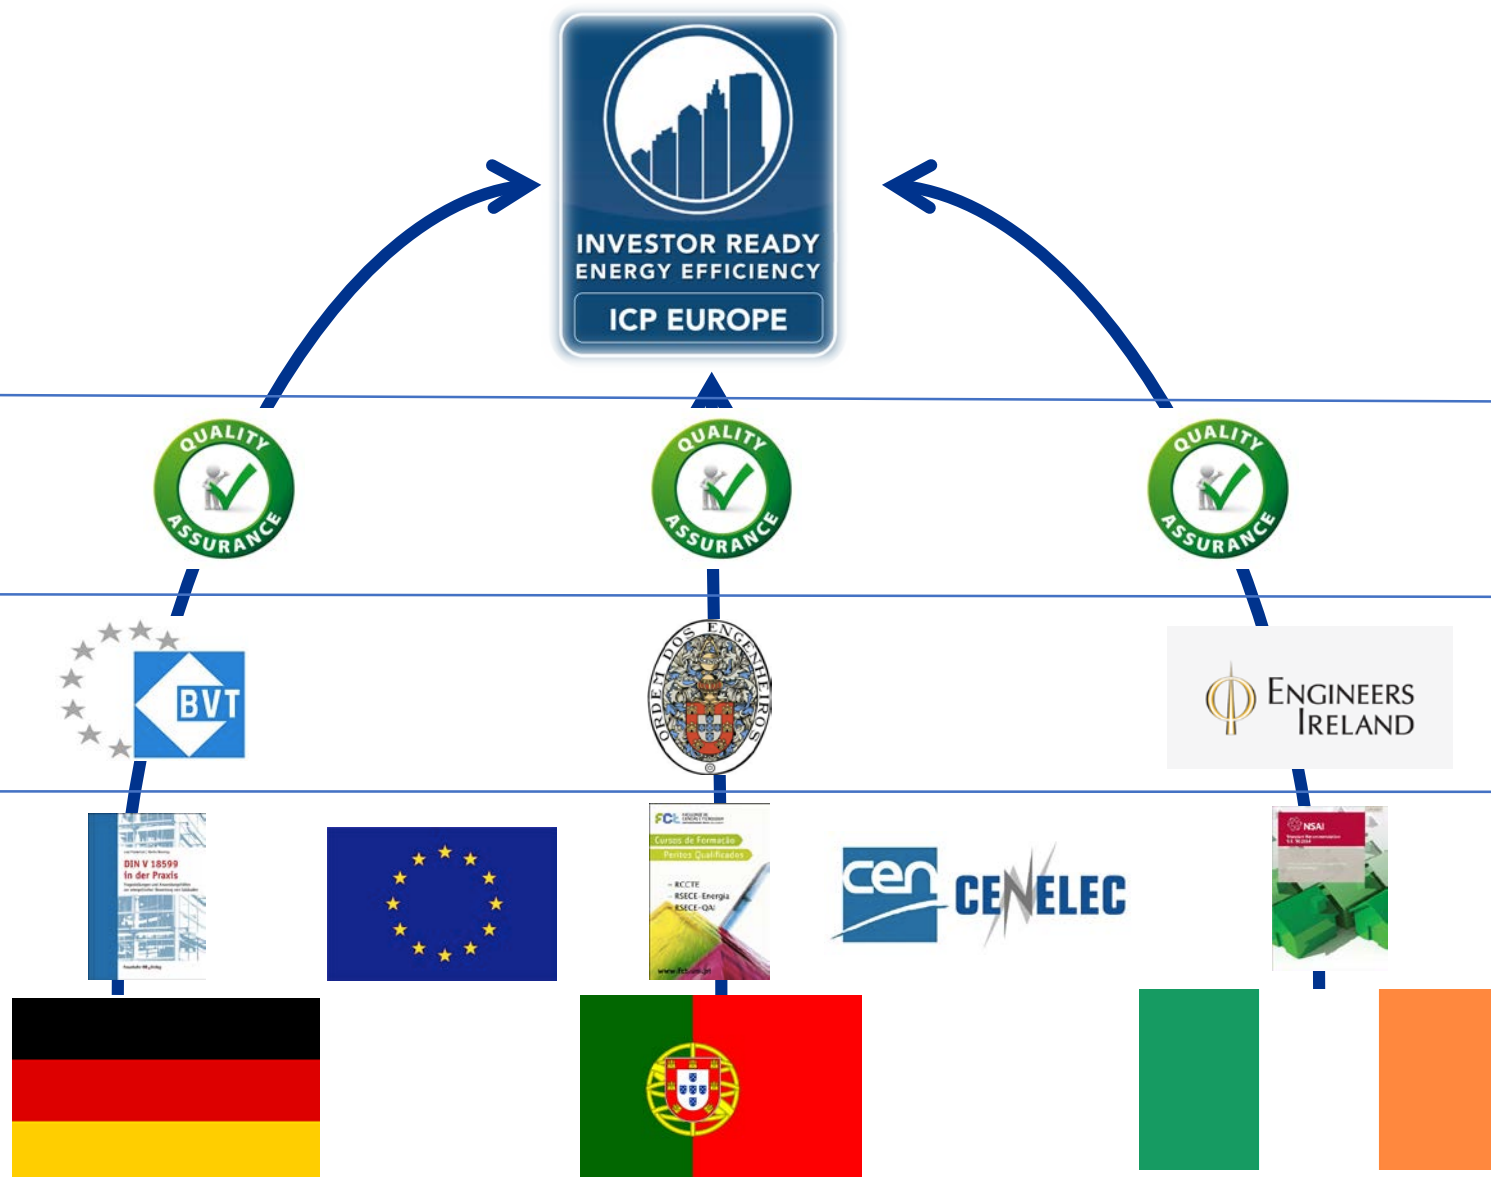 INVESTOR READY
ENERGY EFFICIENCY
ICP EUROPE
QUALITY
ASSURANCE
QUALITY
ASSURANCE
QUALITY
ASSURANCE
BVT
ORDEM DOS ENGENHEIROS
ENGINEERS
IRELAND
DIN V 18599
in der Praxis
FCt
Cursos de Formação
Peritos Qualificados
- RCCTE
- RSECE-Energia
- RSECE-QAI
cen
CENELEC
NSAI